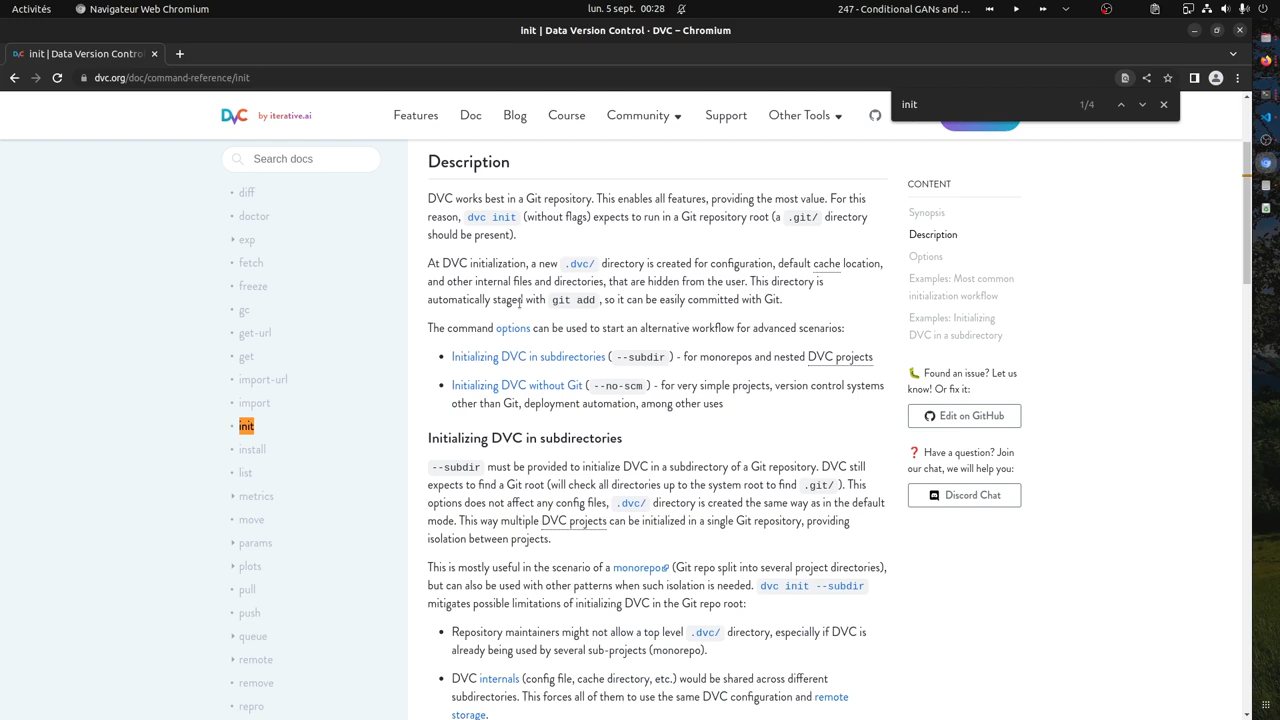 Activités
Navigateur Web Chromium
lun. 5 sept. 00:28
247 - Conditional GANs and ...
init | Data Version Control · DVC – Chromium
init | Data Version Control
dvc.org/doc/command-reference/init
init
1/4
DVC
by iterative.ai
Features
Doc
Blog
Course
Community
Support
Other Tools
Search docs
diff
doctor
exp
fetch
freeze
gc
get-url
get
import-url
import
init
install
list
metrics
move
params
plots
pull
push
queue
remote
remove
repro
Description
DVC works best in a Git repository. This enables all features, providing the most value. For this
reason, dvc init (without flags) expects to run in a Git repository root (a .git/ directory
should be present).
At DVC initialization, a new .dvc/ directory is created for configuration, default cache location,
and other internal files and directories, that are hidden from the user. This directory is
automatically staged with git add , so it can be easily committed with Git.
The command options can be used to start an alternative workflow for advanced scenarios:
• Initializing DVC in subdirectories ( --subdir ) - for monorepos and nested DVC projects
• Initializing DVC without Git ( --no-scm ) - for very simple projects, version control systems
other than Git, deployment automation, among other uses
Initializing DVC in subdirectories
--subdir must be provided to initialize DVC in a subdirectory of a Git repository. DVC still
expects to find a Git root (will check all directories up to the system root to find .git/ ). This
options does not affect any config files, .dvc/ directory is created the same way as in the default
mode. This way multiple DVC projects can be initialized in a single Git repository, providing
isolation between projects.
This is mostly useful in the scenario of a monorepo (Git repo split into several project directories),
but can also be used with other patterns when such isolation is needed. dvc init --subdir
mitigates possible limitations of initializing DVC in the Git repo root:
• Repository maintainers might not allow a top level .dvc/ directory, especially if DVC is
already being used by several sub-projects (monorepo).
• DVC internals (config file, cache directory, etc.) would be shared across different
subdirectories. This forces all of them to use the same DVC configuration and remote
storage.
CONTENT
Synopsis
Description
Options
Examples: Most common
initialization workflow
Examples: Initializing
DVC in a subdirectory
🐛 Found an issue? Let us
know! Or fix it:
Edit on GitHub
❓ Have a question? Join
our chat, we will help you:
Discord Chat